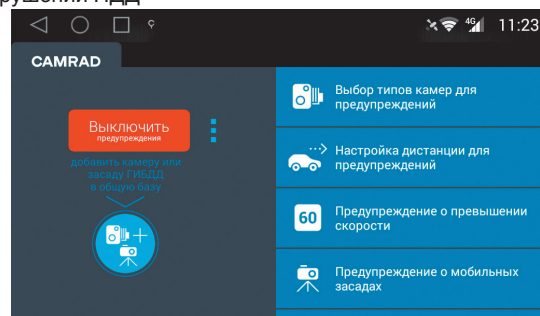 рушений ПДД
4G 11:23
CAMRAD
Выключить
предупреждения
добавить камеру или
засаду ГИБДД
в общую базу
Выбор типов камер для
предупреждений
Настройка дистанции для
предупреждений
60
Предупреждение о превышении
скорости
Предупреждение о мобильных
засадах